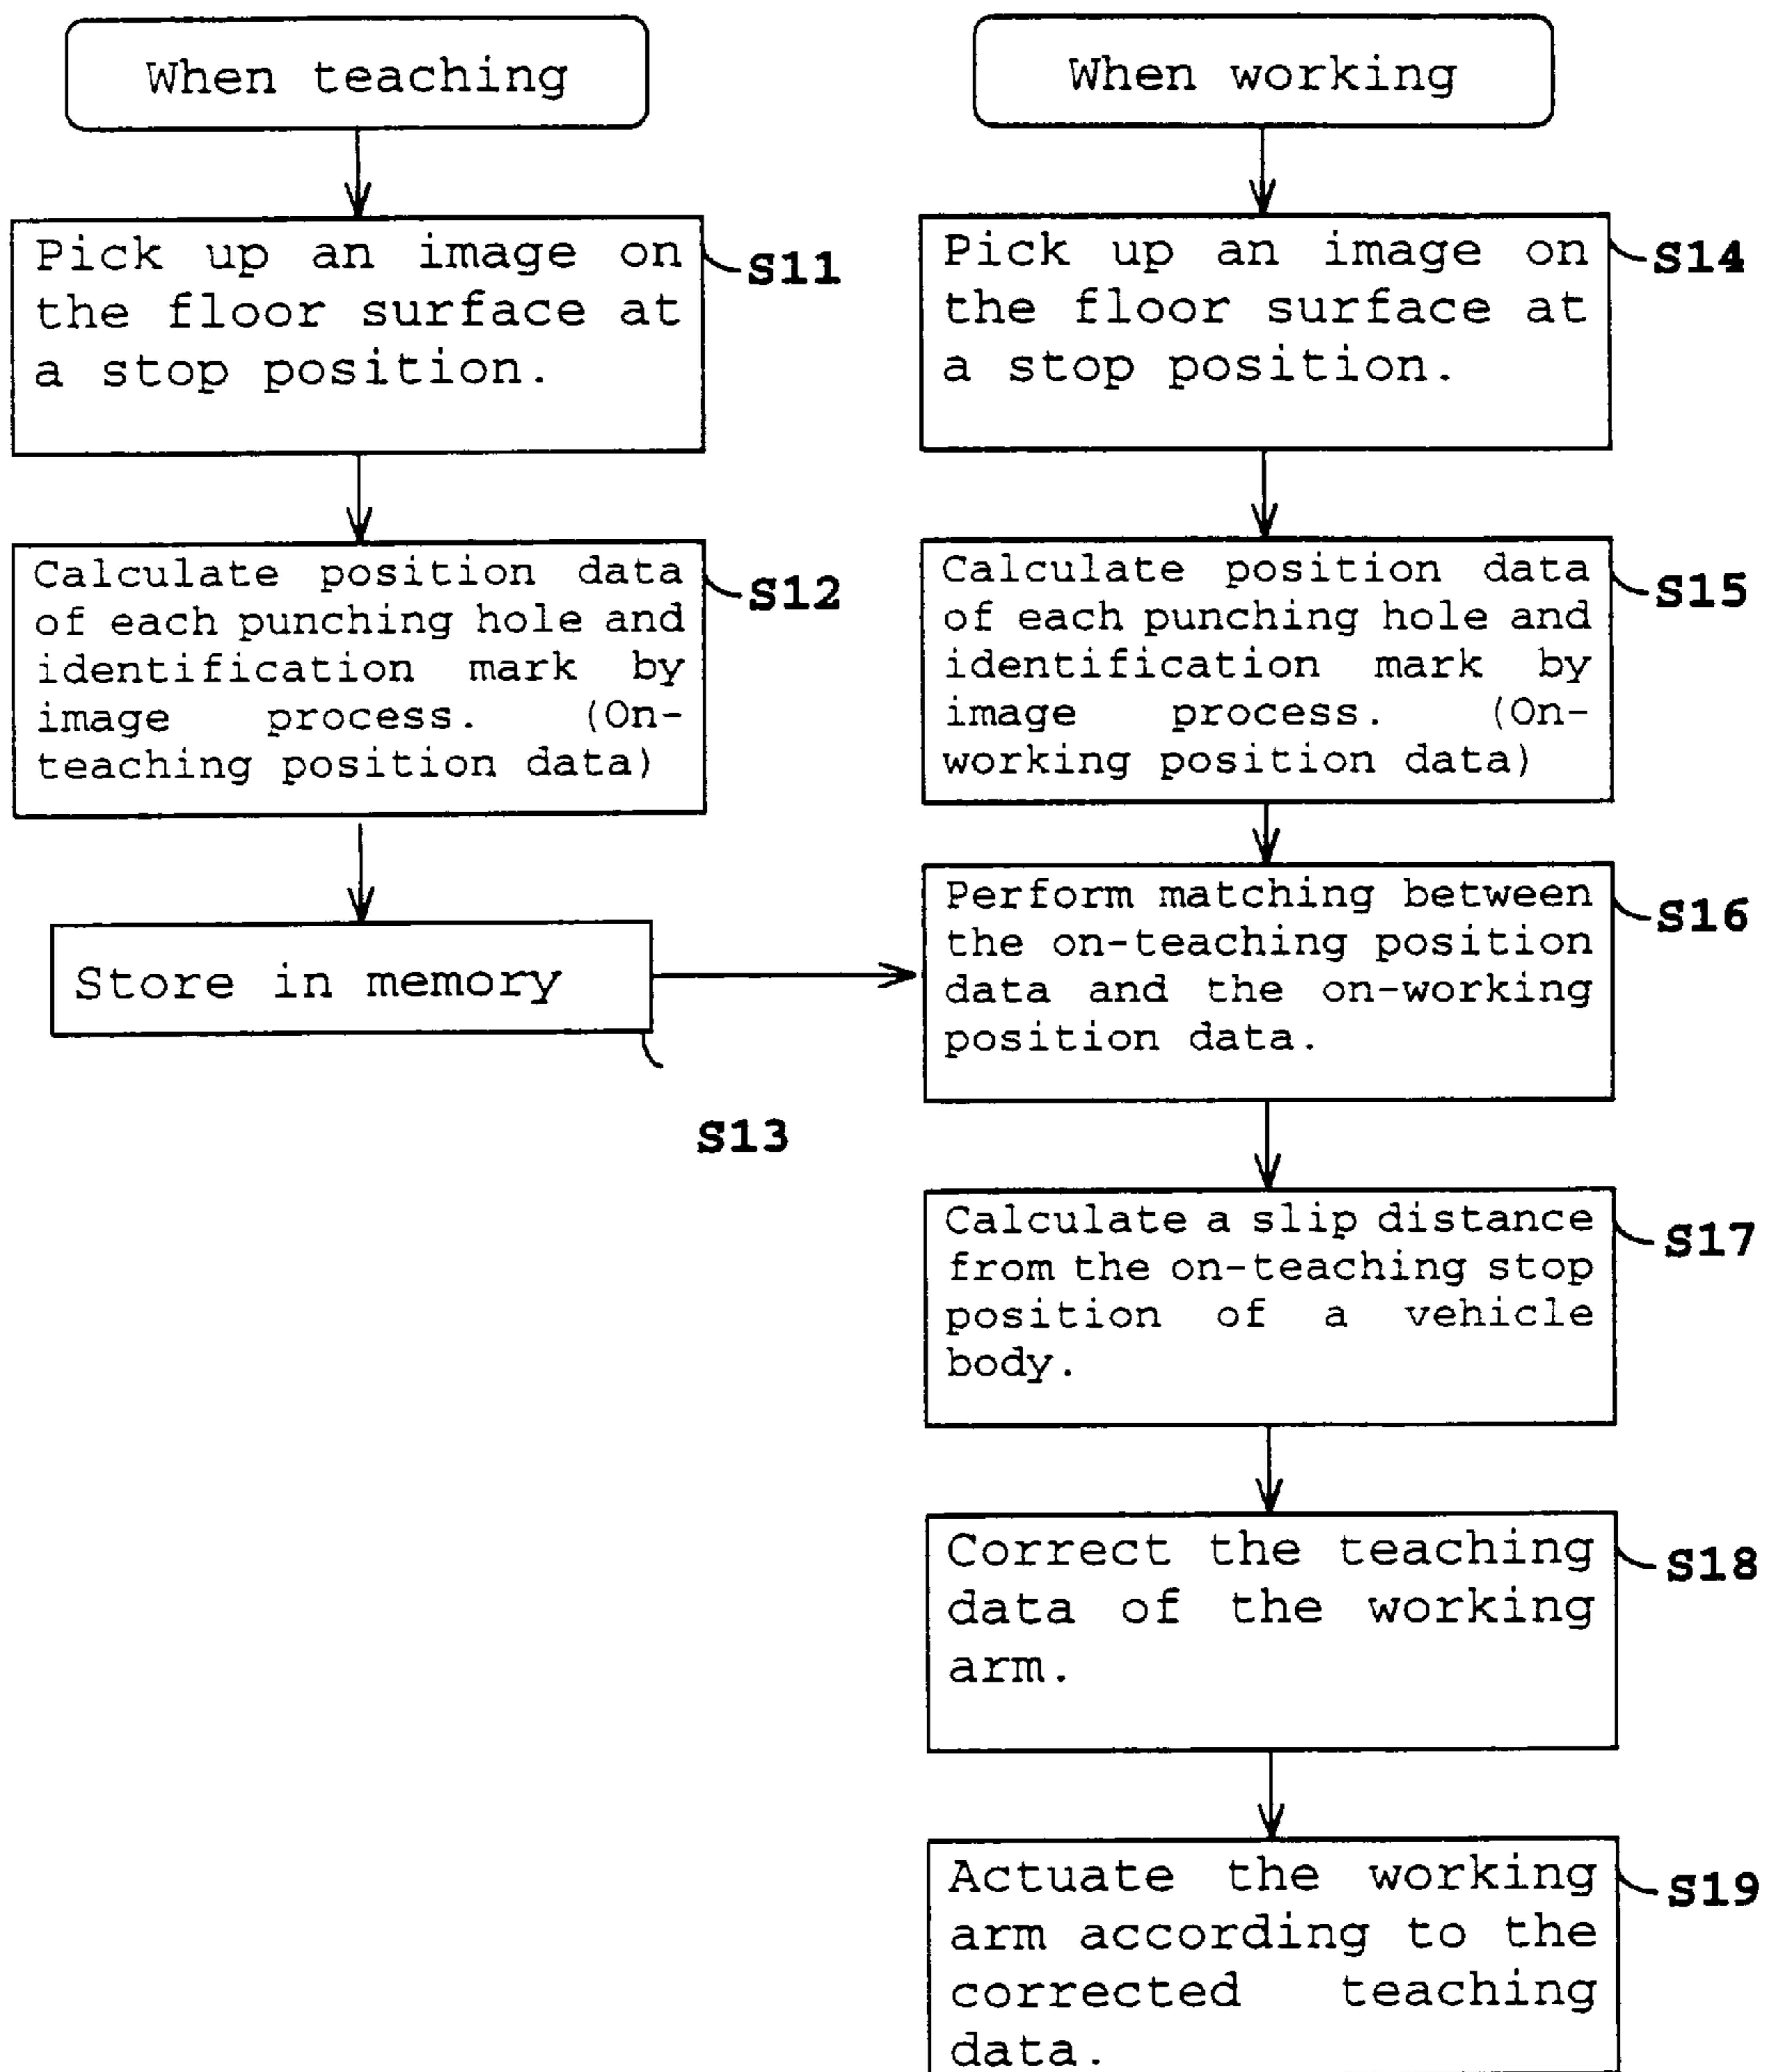 When teaching
Pick up an image on
the floor surface at
a stop position.
S11
Calculate position data
of each punching hole and
identification mark by
image process. (On-
teaching position data)
S12
Store in memory
S13
When working
Pick up an image on
the floor surface at
a stop position.
S14
Calculate position data
of each punching hole and
identification mark by
image process. (On-
working position data)
S15
Perform matching between
the on-teaching position
data and the on-working
position data.
S16
Calculate a slip distance
from the on-teaching stop
position of a vehicle
body.
S17
Correct the teaching
data of the working
arm.
S18
Actuate the working
arm according to the
corrected teaching
data.
S19